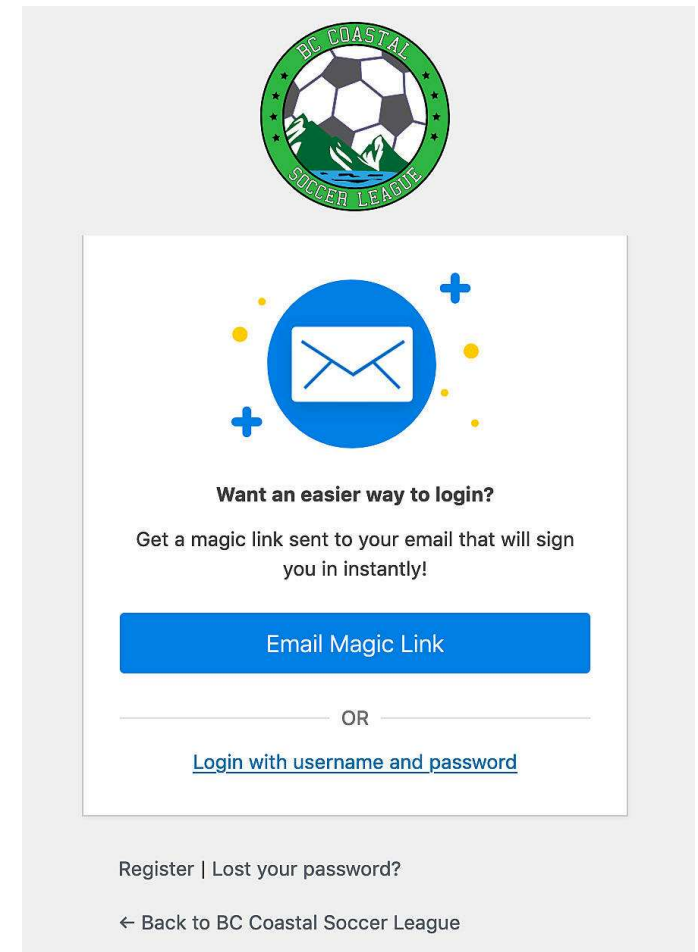 BC COASTAL
SOCCER LEAGUE
Want an easier way to login?
Get a magic link sent to your email that will sign
you in instantly!
Email Magic Link
OR
Login with username and password
Register | Lost your password?
← Back to BC Coastal Soccer League